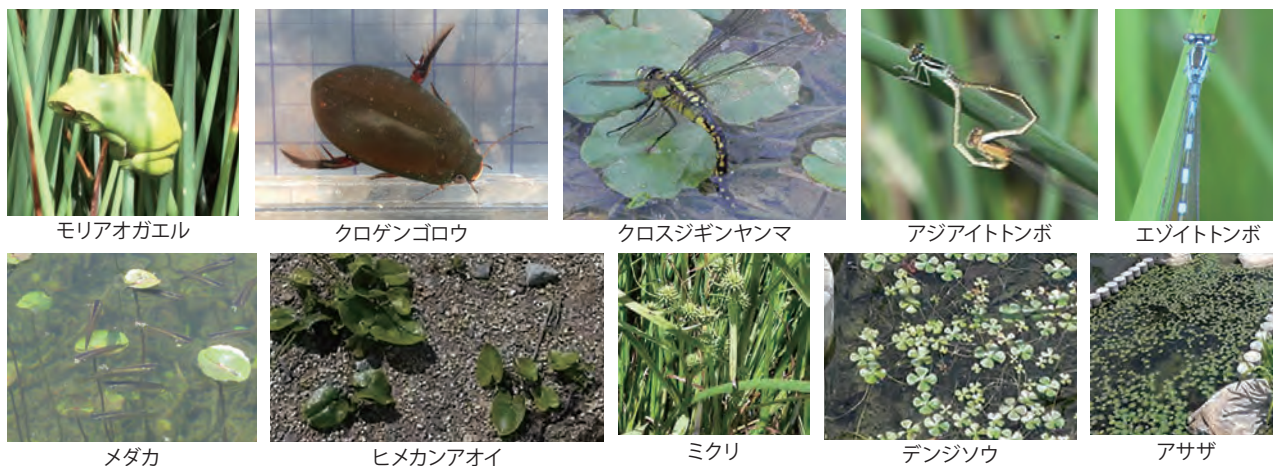 モリアオガエル
クロゲンゴロウ
クロスジギンヤンマ
アジアイトトンボ
エゾイトトンボ
メダカ
ヒメカンアオイ
ミクリ
デンジソウ
アサザ